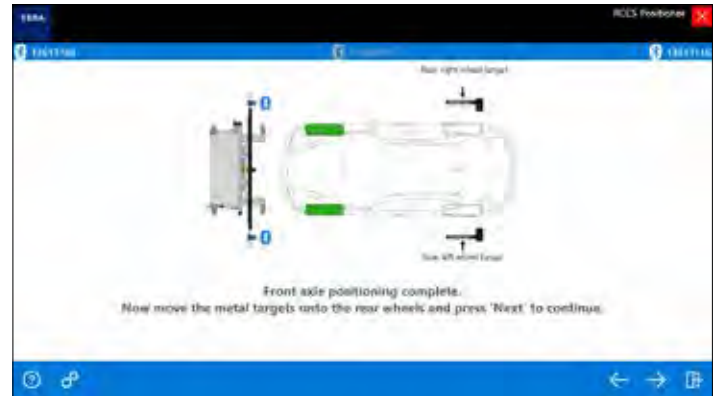 TEXA
RCCS Positioner
Rear right wheel target
Rear left wheel target
Front axle positioning complete.
Now move the metal targets onto the rear wheels and press 'Next' to continue.